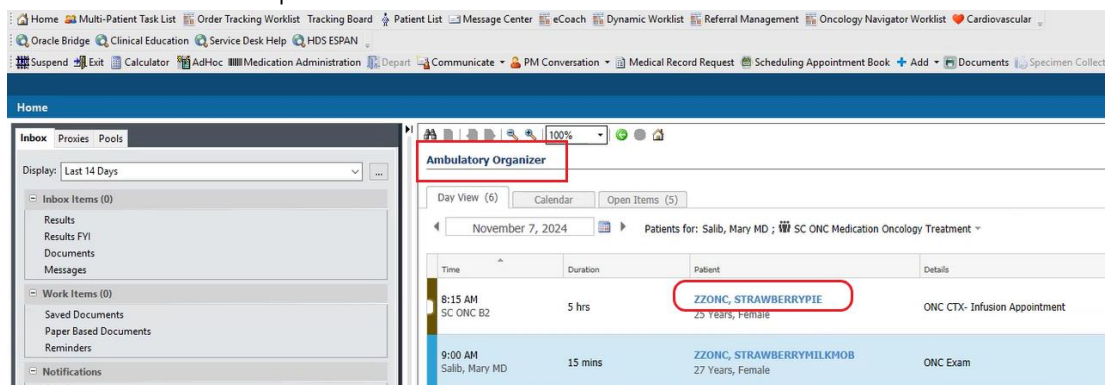 Home Multi-Patient Task List Order Tracking Worklist Tracking Board Patient List Message Center eCoach Dynamic Worklist Referral Management Oncology Navigator Worklist Cardiovascular
Oracle Bridge Clinical Education Service Desk Help HDS ESPAN
Suspend Exit Calculator AdHoc Medication Administration Depart Communicate PM Conversation Medical Record Request Scheduling Appointment Book Add Documents Specimen Collect
Home
Inbox Proxies Pools
Display: Last 14 Days ...
Inbox Items (0)
Results
Results FYI
Documents
Messages
Work Items (0)
Saved Documents
Paper Based Documents
Reminders
Notifications
100%
Ambulatory Organizer
Day View (6) Calendar Open Items (5)
November 7, 2024 Patients for: Salib, Mary MD ; SC ONC Medication Oncology Treatment
Time Duration Patient Details
8:15 AM
SC ONC B2
5 hrs
ZZONC, STRAWBERRYPIE
25 Years, Female
ONC CTX- Infusion Appointment
9:00 AM
Salib, Mary MD
15 mins
ZZONC, STRAWBERRYMILKMOB
27 Years, Female
ONC Exam